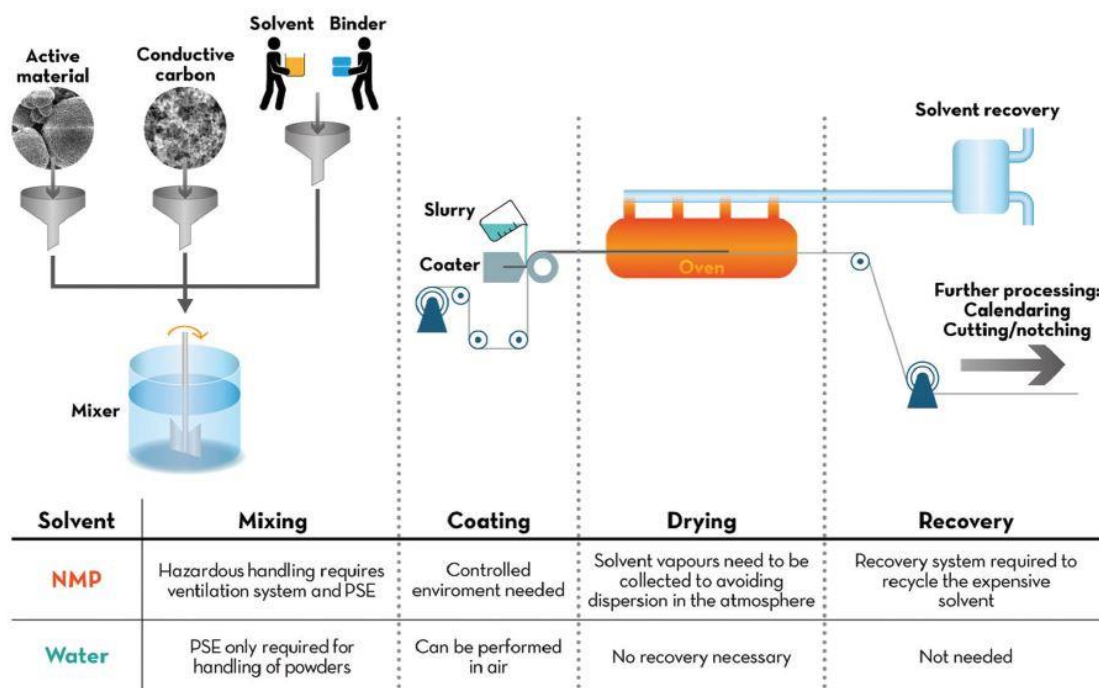 Solvent
Binder
Active
material
Conductive
carbon
Mixer
Slurry
Coater
Oven
Solvent recovery
Further processing:
Calendaring
Cutting/notching
Solvent
Mixing
Coating
Drying
Recovery
NMP
Hazardous handling requires
ventilation system and PSE
Controlled
enviroment needed
Solvent vapours need to be
collected to avoiding
dispersion in the atmosphere
Recovery system required to
recycle the expensive
solvent
Water
PSE only required for
handling of powders
Can be performed
in air
No recovery necessary
Not needed